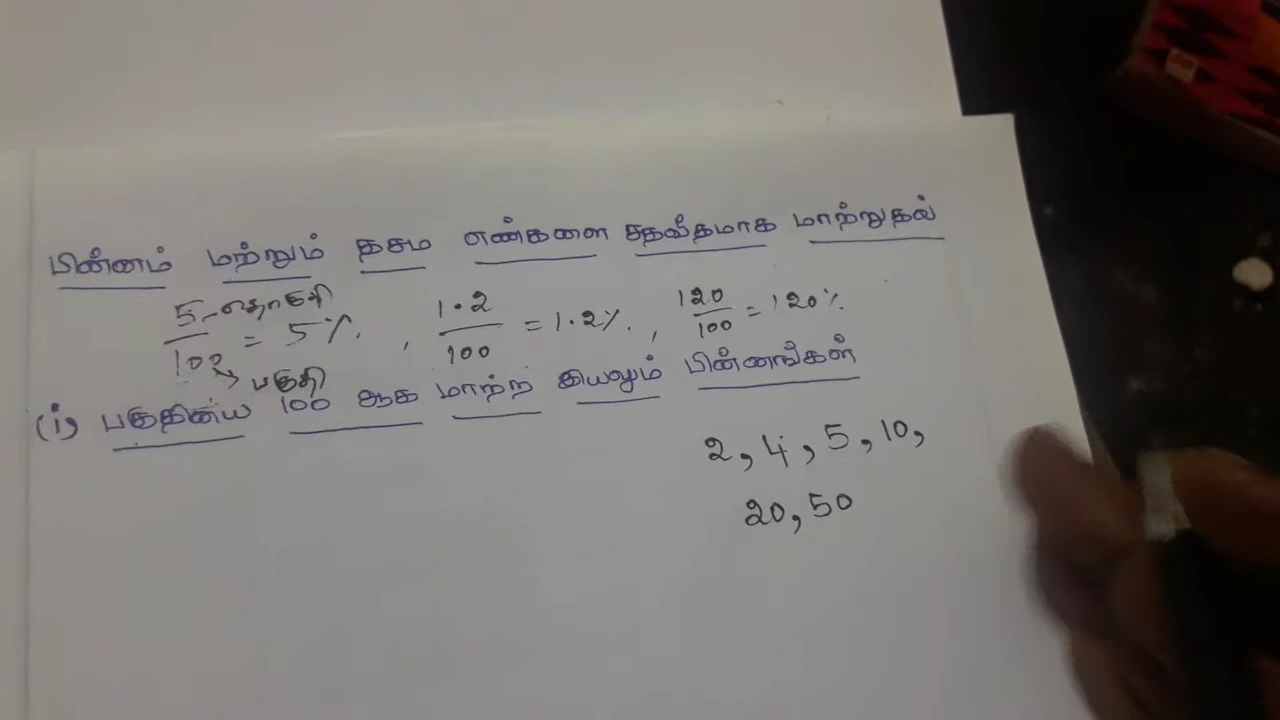 பின்னம் மற்றும் தசம எண்களை சதவீதமாக மாற்றுதல்
5 → தொகுதி
5/100 = 5%, 1.2/100 = 1.2%, 120/100 = 120%
பகுதி
(i) பகுதியை 100 ஆக மாற்ற இயலும் பின்னங்கள்
2, 4, 5, 10,
20, 50